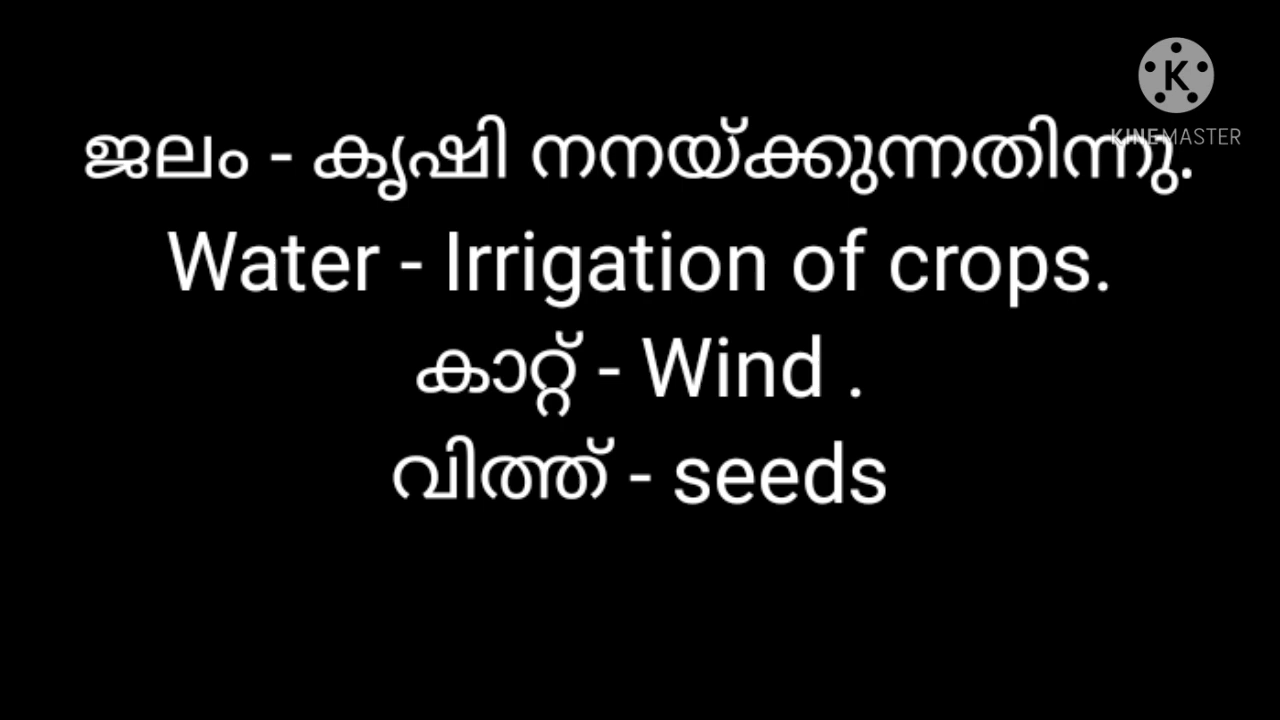 KINEMASTER
ജലം - കൃഷി നനയ്ക്കുന്നതിന്നു.
Water - Irrigation of crops.
കാറ്റ് - Wind .
വിത്ത് - seeds